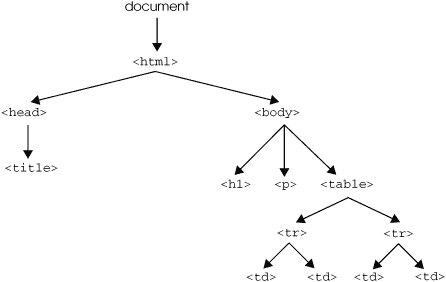 document
<html>
<head> <body>
<title>
<h1> <p> <table>
<tr> <tr>
<td> <td> <td> <td>